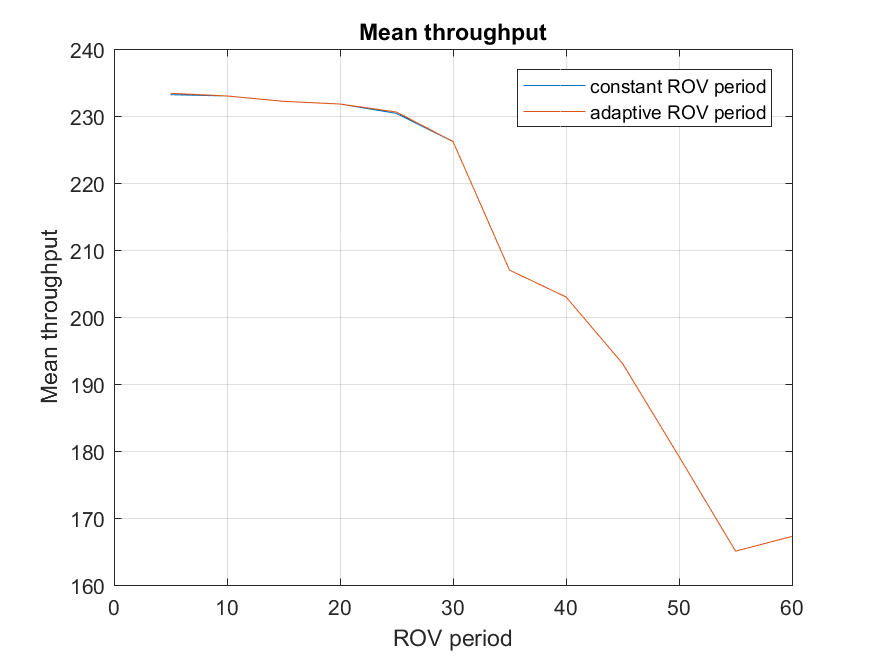 Mean throughput
240
230
220
210
200
190
180
170
160
Mean throughput
constant ROV period
adaptive ROV period
0 10 20 30 40 50 60
ROV period